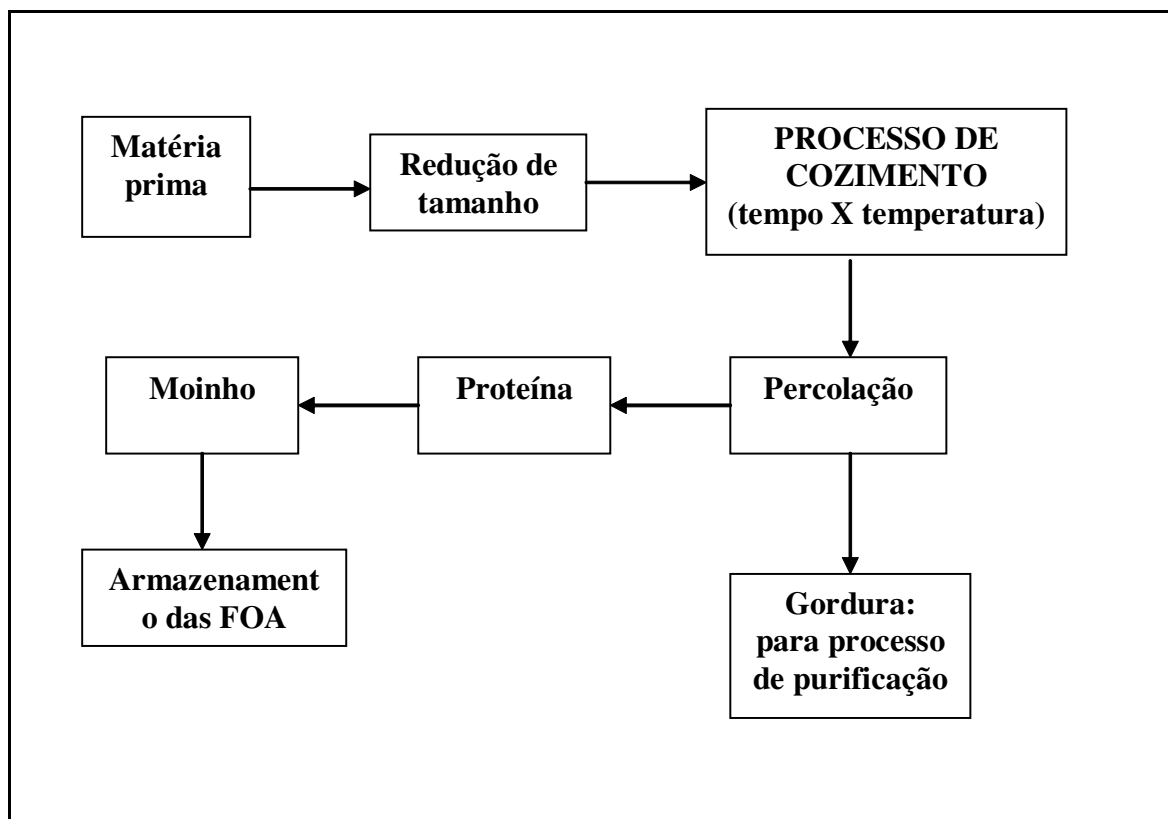 Matéria
prima
Redução de
tamanho
PROCESSO DE
COZIMENTO
(tempo X temperatura)
Percolação
Proteína
Moinho
Armazenament
o das FOA
Gordura:
para processo
de purificação